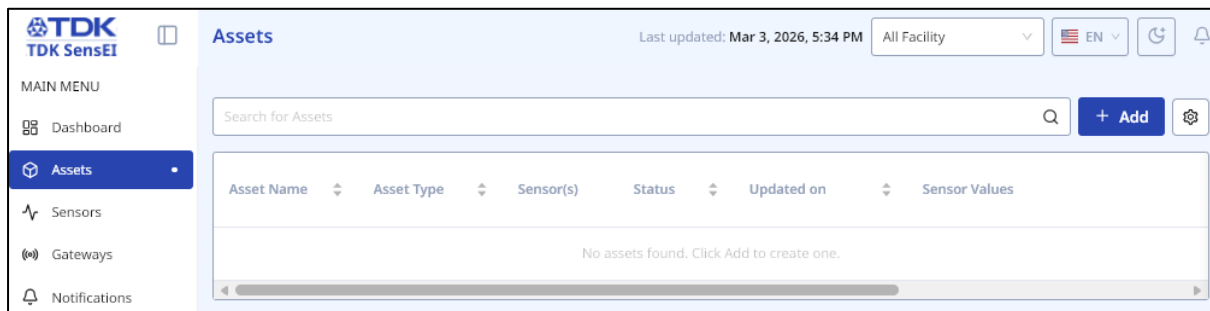 TDK
TDK SensEI
Assets
Last updated: Mar 3, 2026, 5:34 PM
All Facility
EN
MAIN MENU
Dashboard
Assets
Sensors
Gateways
Notifications
Search for Assets
+ Add
Asset Name Asset Type Sensor(s) Status Updated on Sensor Values
No assets found. Click Add to create one.